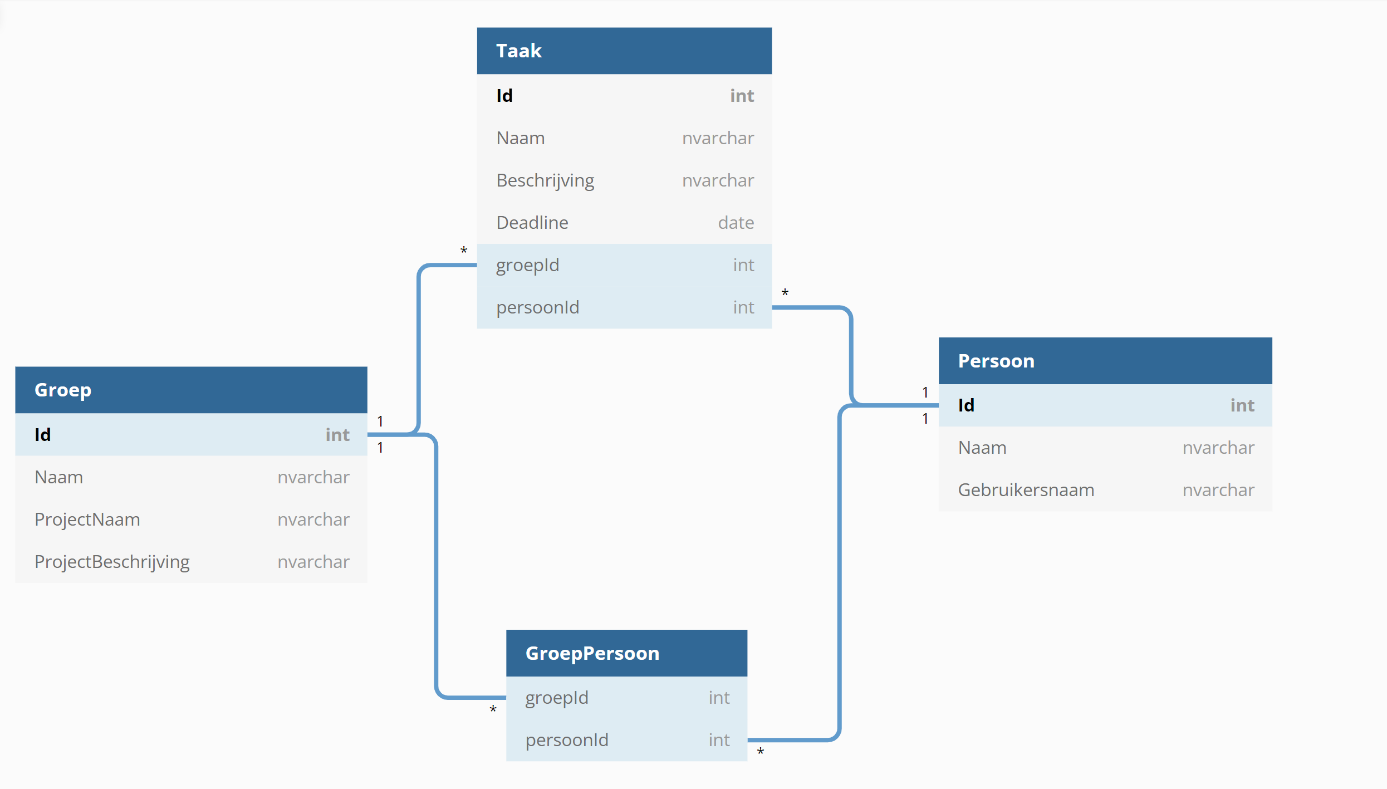 Taak
Id int
Naam nvarchar
Beschrijving nvarchar
Deadline date
* groepId int
persoonId int *
Groep
Id int 1
1
Naam nvarchar
ProjectNaam nvarchar
ProjectBeschrijving nvarchar
Persoon
1 Id int
1
Naam nvarchar
Gebruikersnaam nvarchar
GroepPersoon
groepId int
*
persoonId int
*